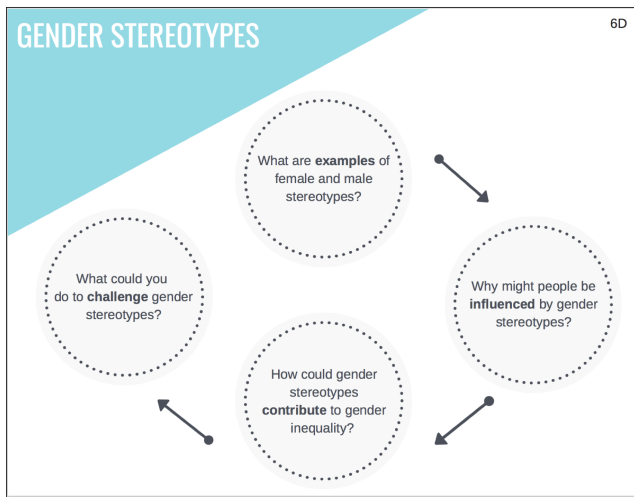 GENDER STEREOTYPES
6D
What are examples of
female and male
stereotypes?
Why might people be
influenced by gender
stereotypes?
How could gender
stereotypes
contribute to gender
inequality?
What could you
do to challenge gender
stereotypes?